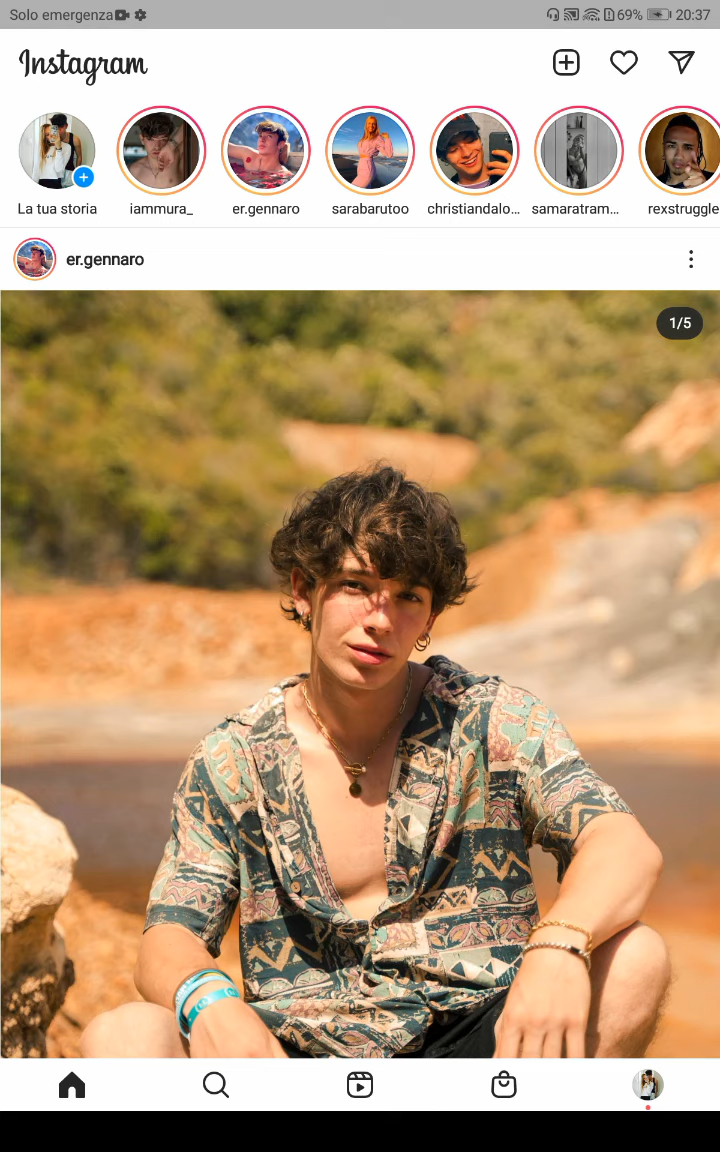 Solo emergenza 69% 20:37
Instagram
La tua storia iammura_ er.gennaro sarabarutoo christiandalo... samaratram... rexstruggle
er.gennaro
1/5